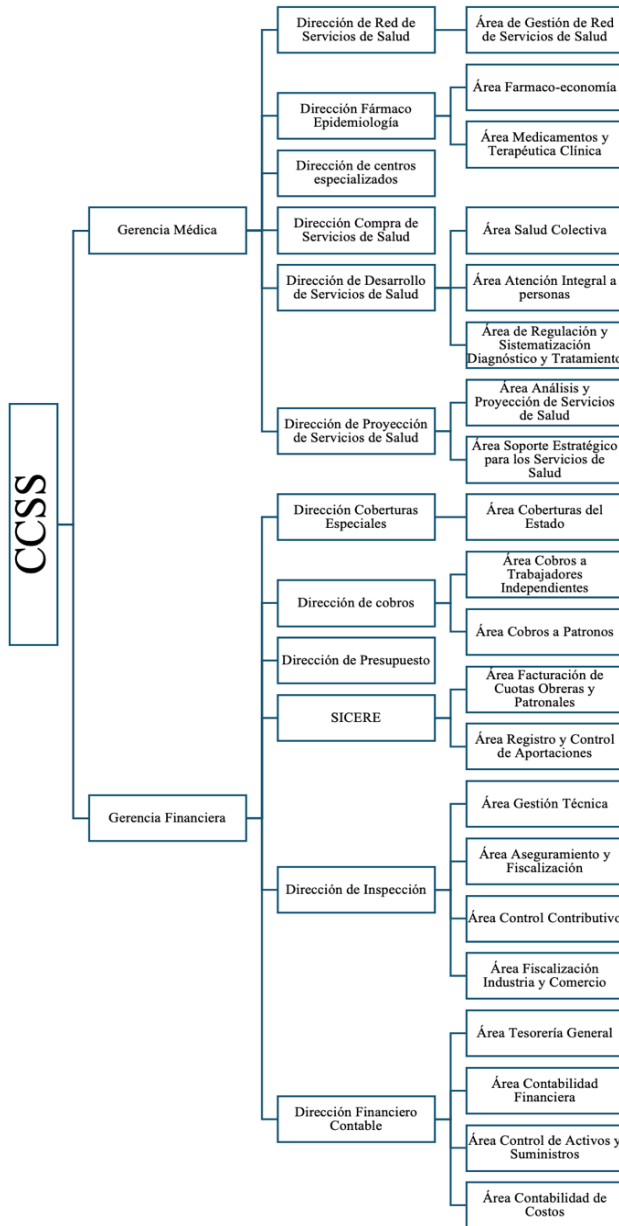 CCSS
Gerencia Médica
Dirección de Red de
Servicios de Salud
Área de Gestión de Red
de Servicios de Salud
Dirección Fármaco
Epidemiología
Área Farmaco-economía
Área Medicamentos y
Terapéutica Clínica
Dirección de centros
especializados
Dirección Compra de
Servicios de Salud
Dirección de Desarrollo
de Servicios de Salud
Área Salud Colectiva
Área Atención Integral a
personas
Área de Regulación y
Sistematización
Diagnóstico y Tratamiento
Dirección de Proyección
de Servicios de Salud
Área Análisis y
Proyección de Servicios
de Salud
Área Soporte Estratégico
para los Servicios de
Salud
Gerencia Financiera
Dirección Coberturas
Especiales
Área Coberturas del
Estado
Dirección de cobros
Área Cobros a
Trabajadores
Independientes
Área Cobros a Patronos
Dirección de Presupuesto
SICERE
Área Facturación de
Cuotas Obreras y
Patronales
Área Registro y Control
de Aportaciones
Dirección de Inspección
Área Gestión Técnica
Área Aseguramiento y
Fiscalización
Área Control Contributivo
Área Fiscalización
Industria y Comercio
Dirección Financiero
Contable
Área Tesorería General
Área Contabilidad
Financiera
Área Control de Activos y
Suministros
Área Contabilidad de
Costos